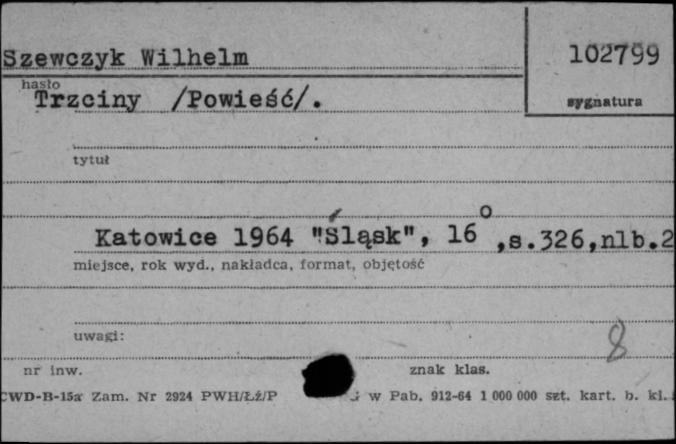 Szewczyk Wilhelm
102799
hasło
Trzciny /Powieść/.
sygnatura
tytuł
Katowice 1964 "Śląsk", 16⁰,s.326,nlb.2
miejsce, rok wyd., nakładca, format, objętość
uwagi:
8
nr inw.
znak klas.
CWD-B-15a Zam. Nr 2924 PWH/Łź/P w Pab. 912-64 1 000 000 szt. kart. b. kl.